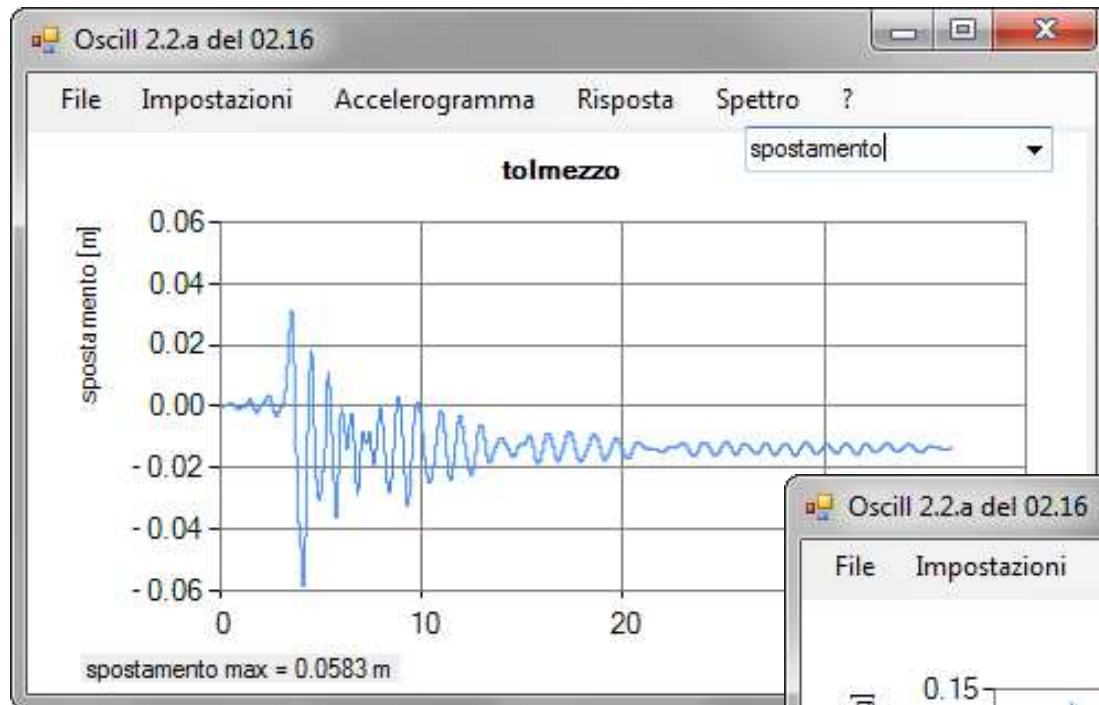 Oscill 2.2.a del 02.16
File Impostazioni Accelerogramma Risposta Spettro ?
spostamento
tolmezzo
spostamento [m]
0.06
0.04
0.02
0.00
-0.02
-0.04
-0.06
0 10 20
spostamento max = 0.0583 m
Oscill 2.2.a del 02.16
File Impostazioni
0.15